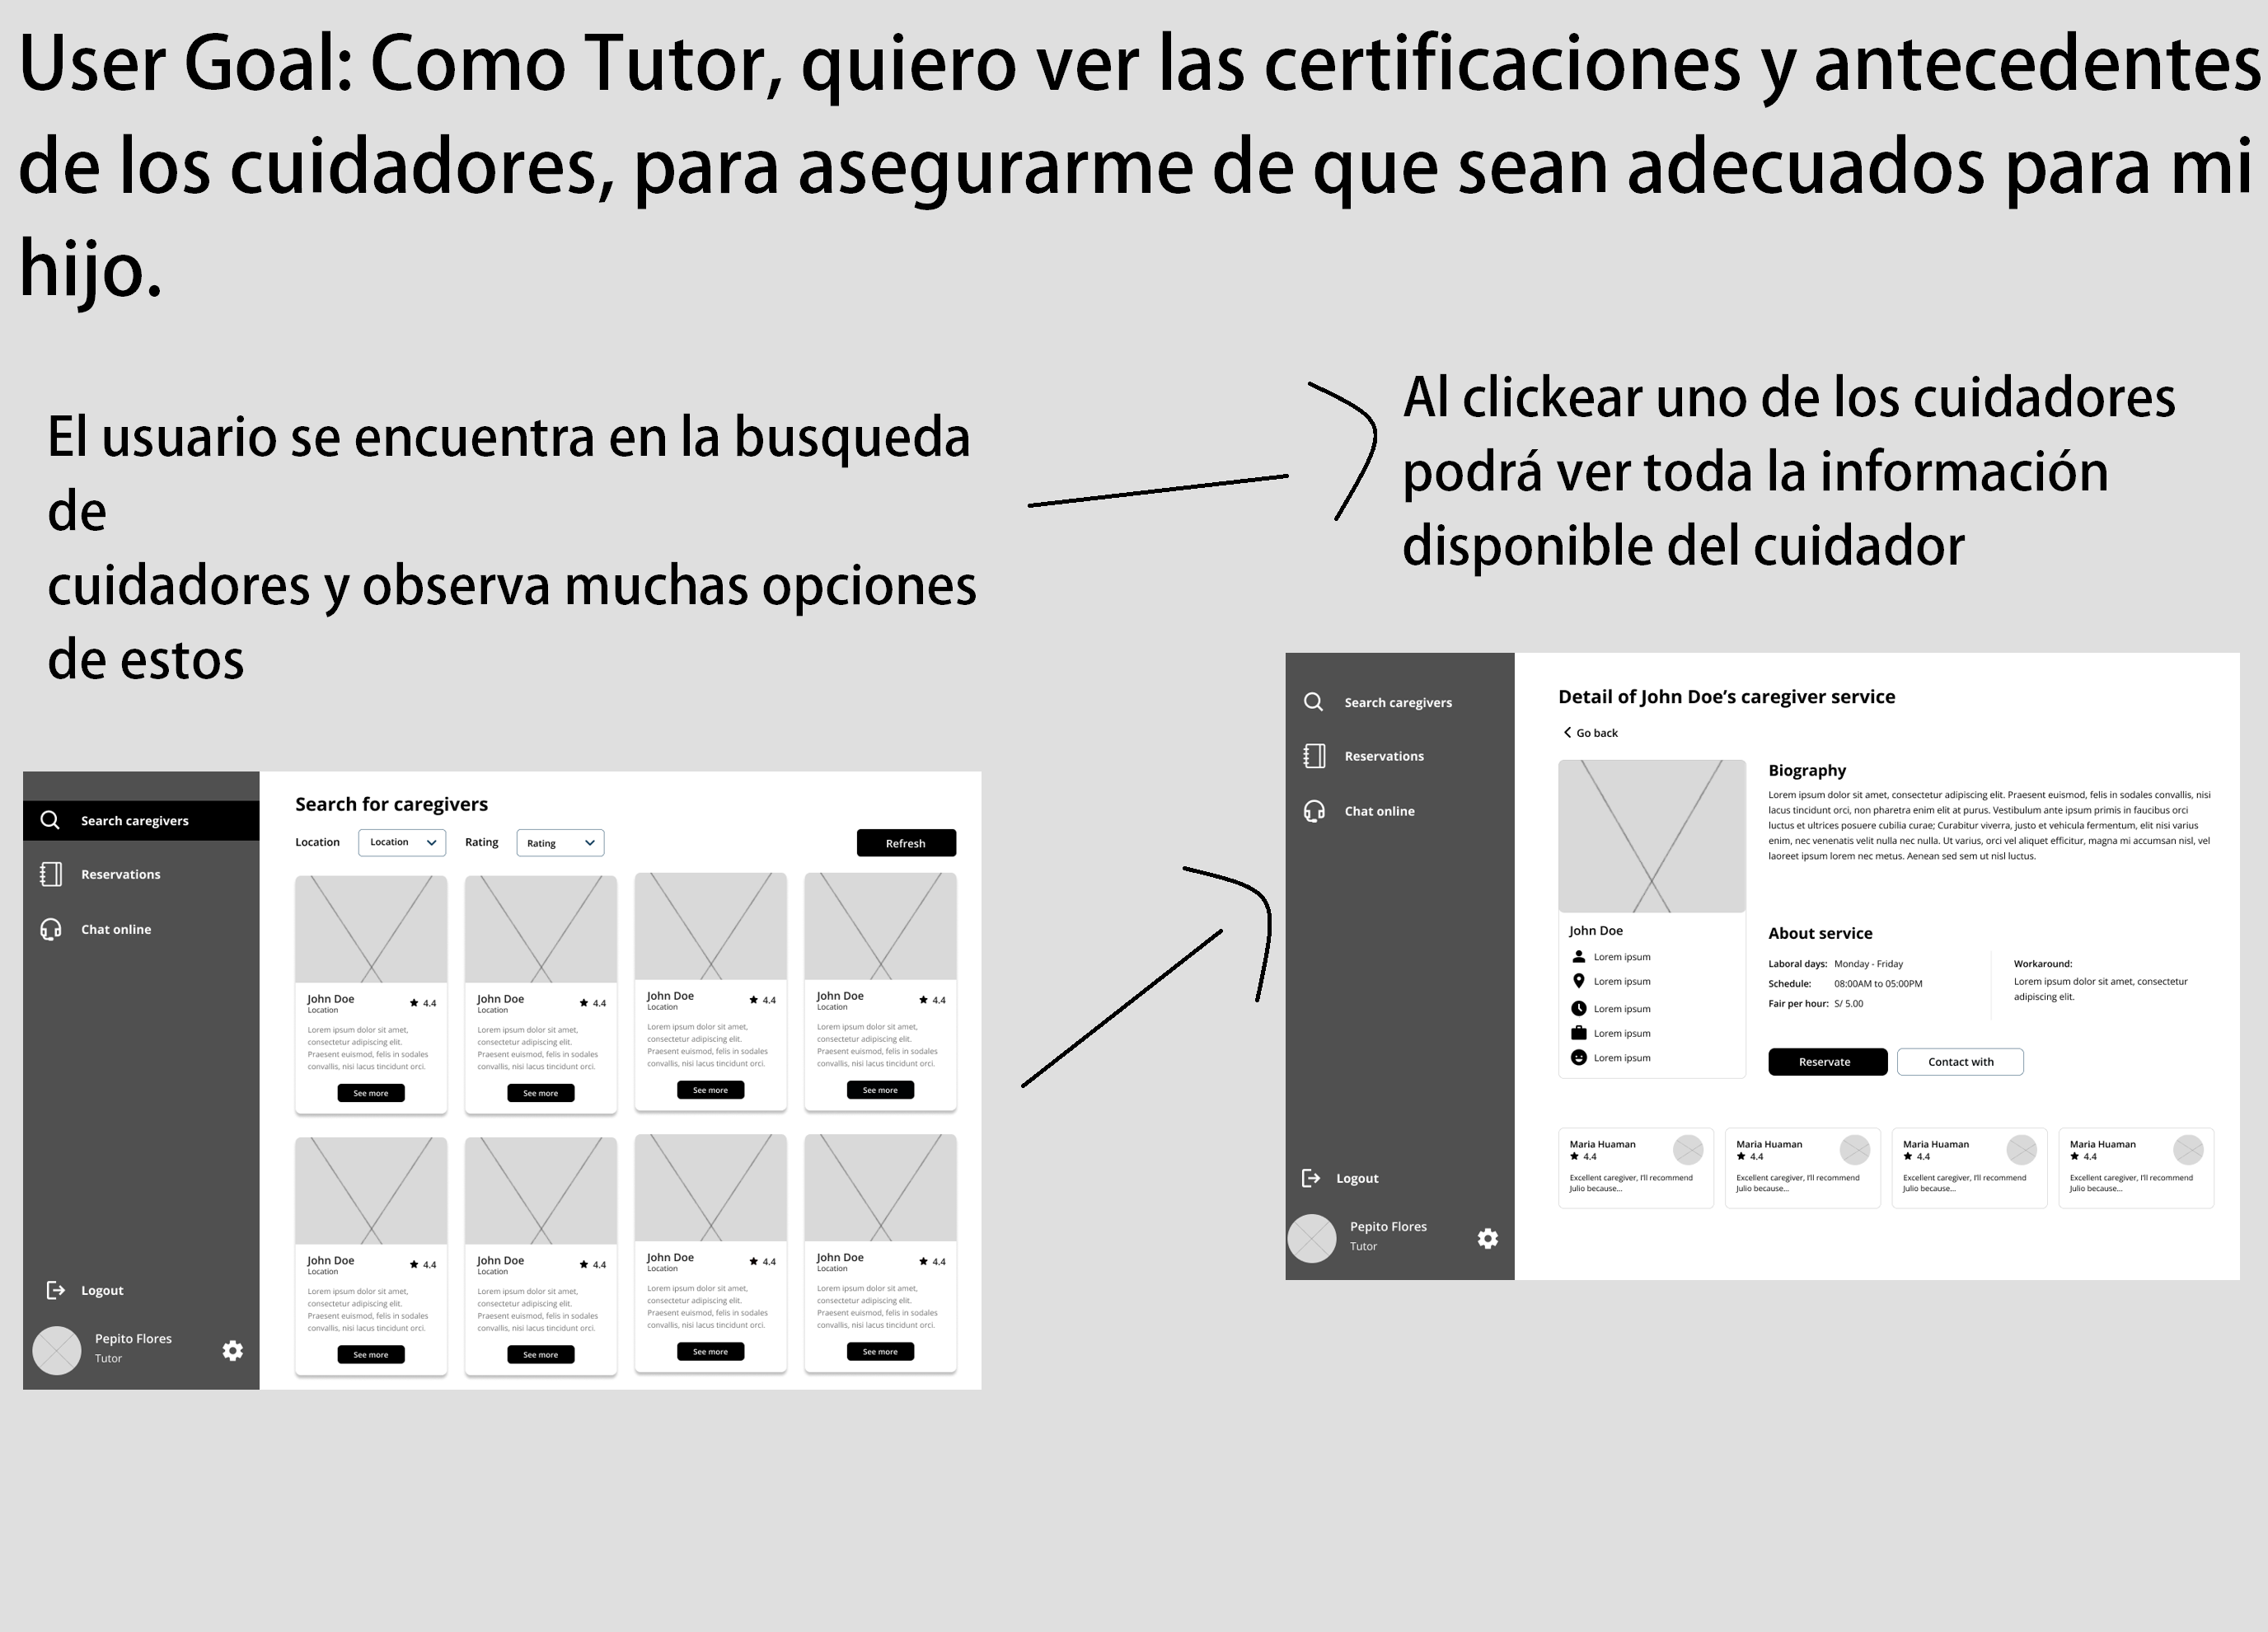 User Goal: Como Tutor, quiero ver las certificaciones y antecedentes
de los cuidadores, para asegurarme de que sean adecuados para mi
hijo.
El usuario se encuentra en la busqueda
de
cuidadores y observa muchas opciones
de estos
Al clickear uno de los cuidadores
podrá ver toda la información
disponible del cuidador
Search caregivers
Reservations
Chat online
Logout
Pepito Flores
Tutor
Search for caregivers
Location Location Rating Rating Refresh
John Doe 4.4
Location
Lorem ipsum dolor sit amet,
consectetur adipiscing elit.
Praesent euismod, felis in sodales
convallis, nisi lacus tincidunt orci.
See more
John Doe 4.4
Location
Lorem ipsum dolor sit amet,
consectetur adipiscing elit.
Praesent euismod, felis in sodales
convallis, nisi lacus tincidunt orci.
See more
John Doe 4.4
Location
Lorem ipsum dolor sit amet,
consectetur adipiscing elit.
Praesent euismod, felis in sodales
convallis, nisi lacus tincidunt orci.
See more
John Doe 4.4
Location
Lorem ipsum dolor sit amet,
consectetur adipiscing elit.
Praesent euismod, felis in sodales
convallis, nisi lacus tincidunt orci.
See more
John Doe 4.4
Location
Lorem ipsum dolor sit amet,
consectetur adipiscing elit.
Praesent euismod, felis in sodales
convallis, nisi lacus tincidunt orci.
See more
John Doe 4.4
Location
Lorem ipsum dolor sit amet,
consectetur adipiscing elit.
Praesent euismod, felis in sodales
convallis, nisi lacus tincidunt orci.
See more
John Doe 4.4
Location
Lorem ipsum dolor sit amet,
consectetur adipiscing elit.
Praesent euismod, felis in sodales
convallis, nisi lacus tincidunt orci.
See more
John Doe 4.4
Location
Lorem ipsum dolor sit amet,
consectetur adipiscing elit.
Praesent euismod, felis in sodales
convallis, nisi lacus tincidunt orci.
See more
Search caregivers
Reservations
Chat online
Logout
Pepito Flores
Tutor
Detail of John Doe’s caregiver service
Go back
John Doe
Lorem ipsum
Lorem ipsum
Lorem ipsum
Lorem ipsum
Lorem ipsum
Biography
Lorem ipsum dolor sit amet, consectetur adipiscing elit. Praesent euismod, felis in sodales convallis, nisi
lacus tincidunt orci, non pharetra enim elit at purus. Vestibulum ante ipsum primis in faucibus orci
luctus et ultrices posuere cubilia curae; Curabitur viverra, justo et vehicula fermentum, elit nisi varius
enim, nec venenatis velit nulla nec nulla. Ut varius, orci vel aliquet efficitur, magna mi accumsan nisl, vel
laoreet ipsum lorem nec metus. Aenean sed sem ut nisl luctus.
About service
Laboral days: Monday - Friday
Schedule: 08:00AM to 05:00PM
Fair per hour: S/ 5.00
Workaround:
Lorem ipsum dolor sit amet, consectetur
adipiscing elit.
Reservate Contact with
Maria Huaman
4.4
Excellent caregiver, I'll recommend
Julio because...
Maria Huaman
4.4
Excellent caregiver, I'll recommend
Julio because...
Maria Huaman
4.4
Excellent caregiver, I'll recommend
Julio because...
Maria Huaman
4.4
Excellent caregiver, I'll recommend
Julio because...